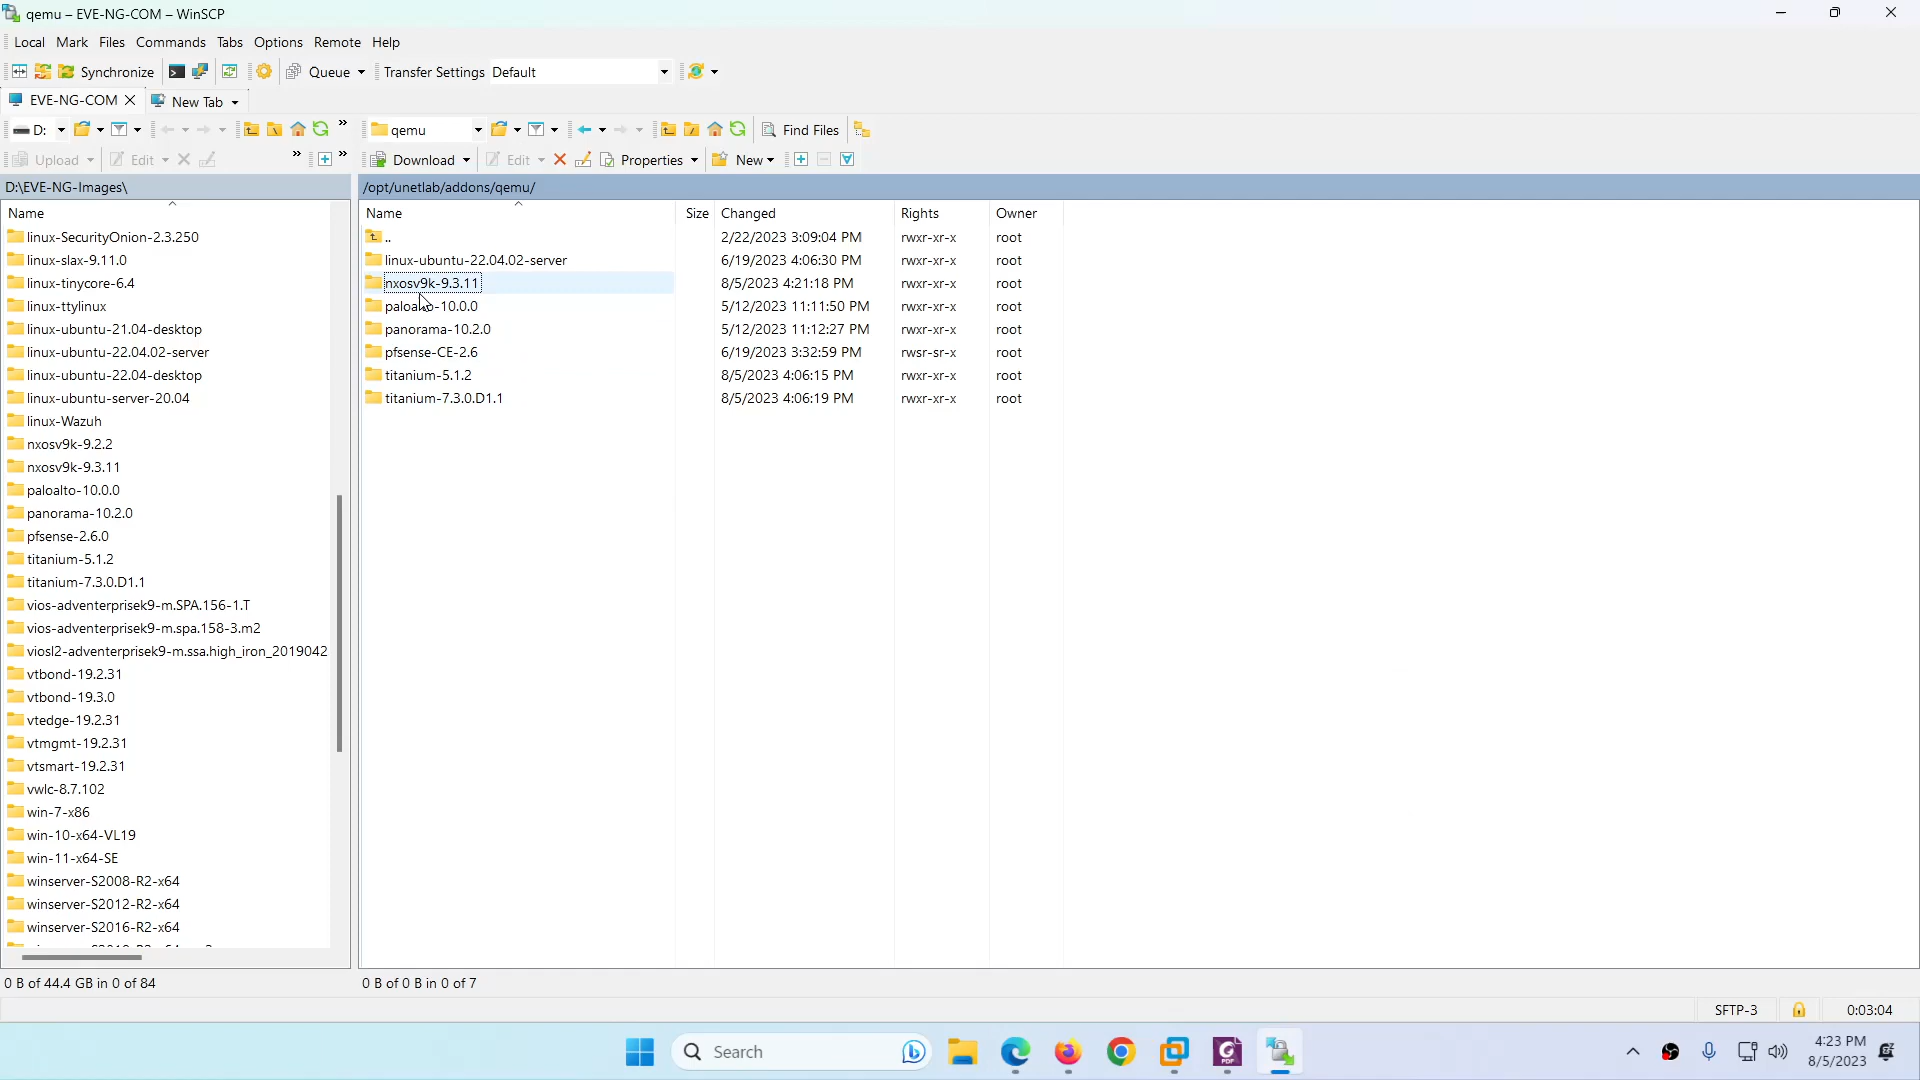 qemu – EVE-NG-COM – WinSCP
Local Mark Files Commands Tabs Options Remote Help
Synchronize Queue Transfer Settings Default
EVE-NG-COM New Tab
D: qemu Find Files
Upload Edit Download Edit Properties New
D:\EVE-NG-Images\ /opt/unetlab/addons/qemu/
Name Name Size Changed Rights Owner
linux-SecurityOnion-2.3.250 .. 2/22/2023 3:09:04 PM rwxr-xr-x root
linux-slax-9.11.0 linux-ubuntu-22.04.02-server 6/19/2023 4:06:30 PM rwxr-xr-x root
linux-tinycore-6.4 nxosv9k-9.3.11 8/5/2023 4:21:18 PM rwxr-xr-x root
linux-ttylinux paloalto-10.0.0 5/12/2023 11:11:50 PM rwxr-xr-x root
linux-ubuntu-21.04-desktop panorama-10.2.0 5/12/2023 11:12:27 PM rwxr-xr-x root
linux-ubuntu-22.04.02-server pfsense-CE-2.6 6/19/2023 3:32:59 PM rwsr-sr-x root
linux-ubuntu-22.04-desktop titanium-5.1.2 8/5/2023 4:06:15 PM rwxr-xr-x root
linux-ubuntu-server-20.04 titanium-7.3.0.D1.1 8/5/2023 4:06:19 PM rwxr-xr-x root
linux-Wazuh
nxosv9k-9.2.2
nxosv9k-9.3.11
paloalto-10.0.0
panorama-10.2.0
pfsense-2.6.0
titanium-5.1.2
titanium-7.3.0.D1.1
vios-adventerprisek9-m.SPA.156-1.T
vios-adventerprisek9-m.spa.158-3.m2
viosl2-adventerprisek9-m.ssa.high_iron_2019042
vtbond-19.2.31
vtbond-19.3.0
vtedge-19.2.31
vtmgmt-19.2.31
vtsmart-19.2.31
vwlc-8.7.102
win-7-x86
win-10-x64-VL19
win-11-x64-SE
winserver-S2008-R2-x64
winserver-S2012-R2-x64
winserver-S2016-R2-x64
0 B of 44.4 GB in 0 of 84 0 B of 0 B in 0 of 7
SFTP-3 0:03:04
Search 4:23 PM
8/5/2023